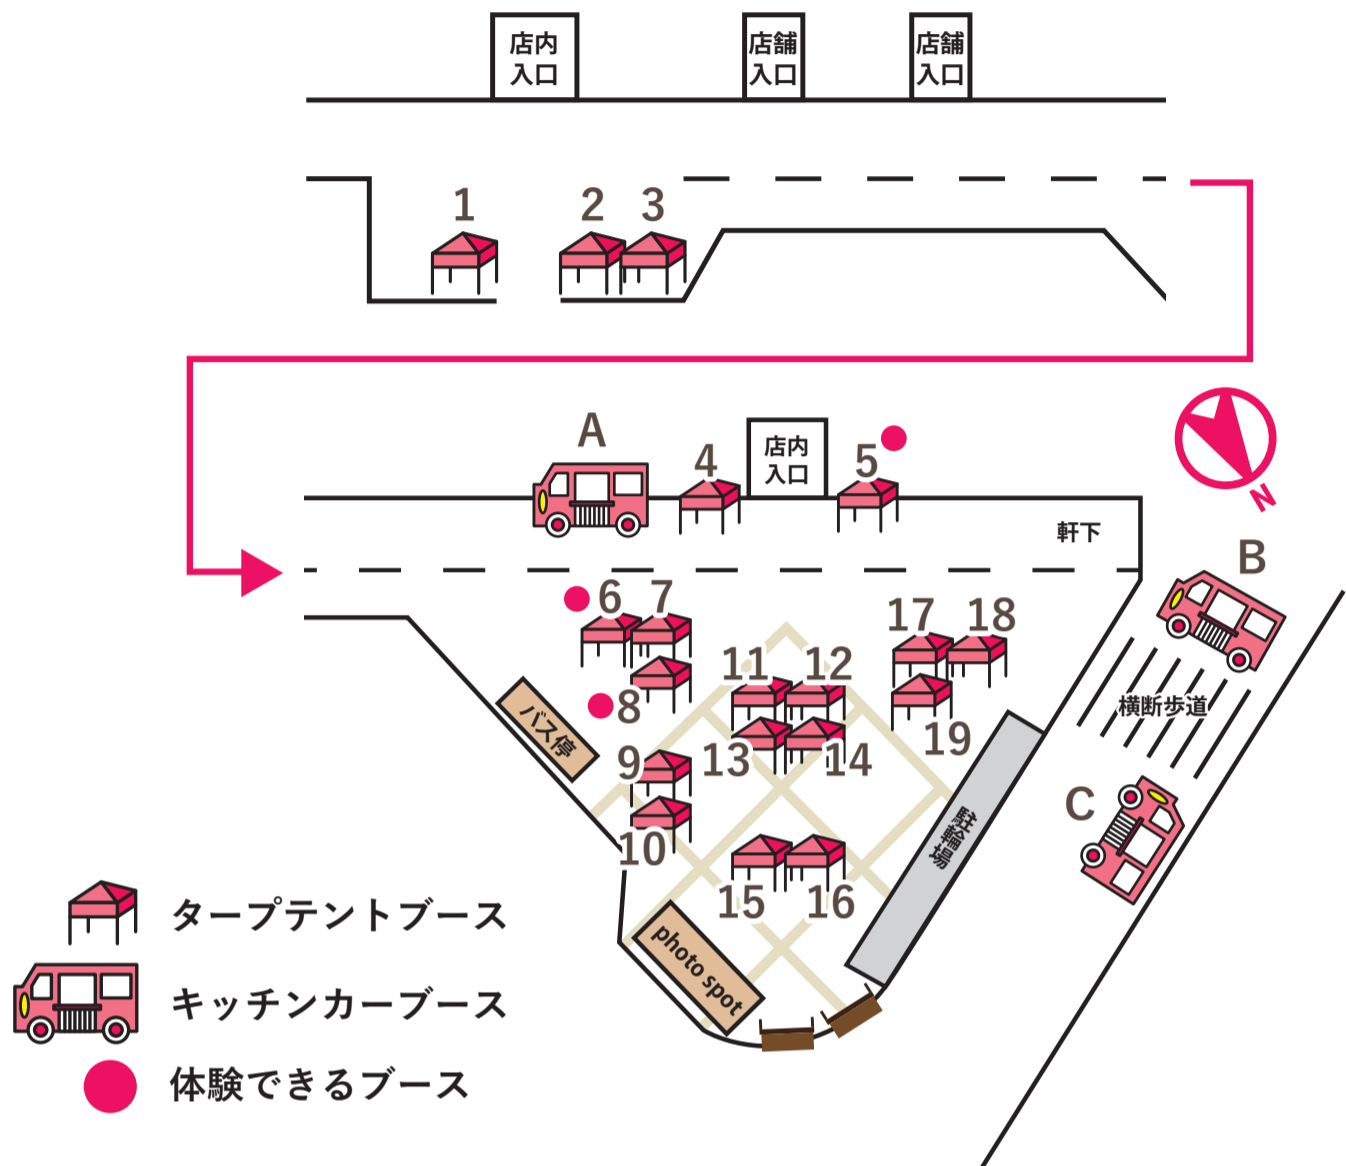 店内
入口
店舗
入口
店舗
入口
1
2
3
A
4
店内
入口
5
軒下
N
B
6
7
8
9
10
11
12
13
14
15
16
17
18
19
バス停
横断歩道
C
駐輪場
photo spot
タープテントブース
キッチンカーブース
体験できるブース